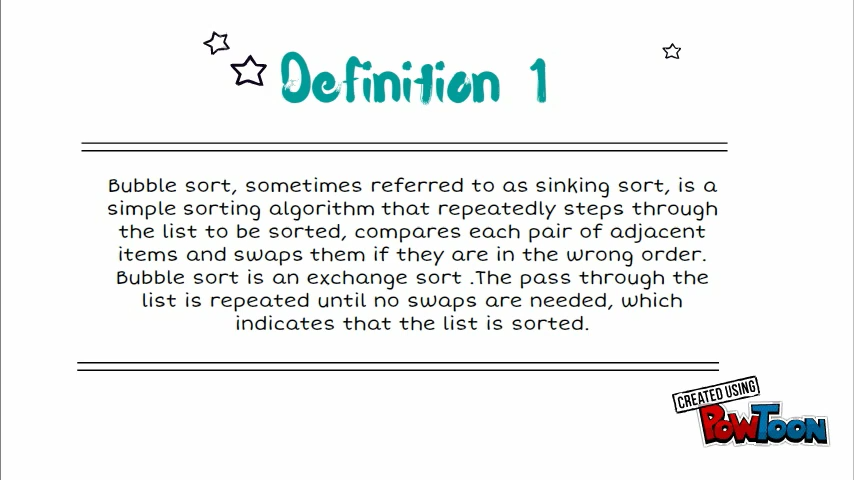 Definition 1
Bubble sort, sometimes referred to as sinking sort, is a
simple sorting algorithm that repeatedly steps through
the list to be sorted, compares each pair of adjacent
items and swaps them if they are in the wrong order.
Bubble sort is an exchange sort .The pass through the
list is repeated until no swaps are needed, which
indicates that the list is sorted.
CREATED USING
POWTOON